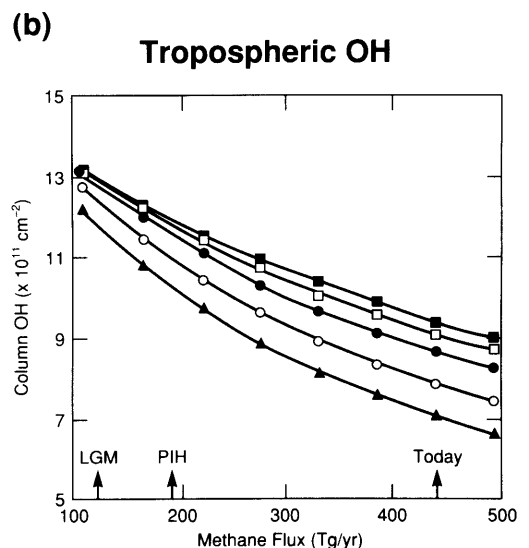 (b)
Tropospheric OH
15
13
11
9
7
5
Column OH (x 10¹¹ cm⁻²)
LGM PIH Today
100 200 300 400 500
Methane Flux (Tg/yr)